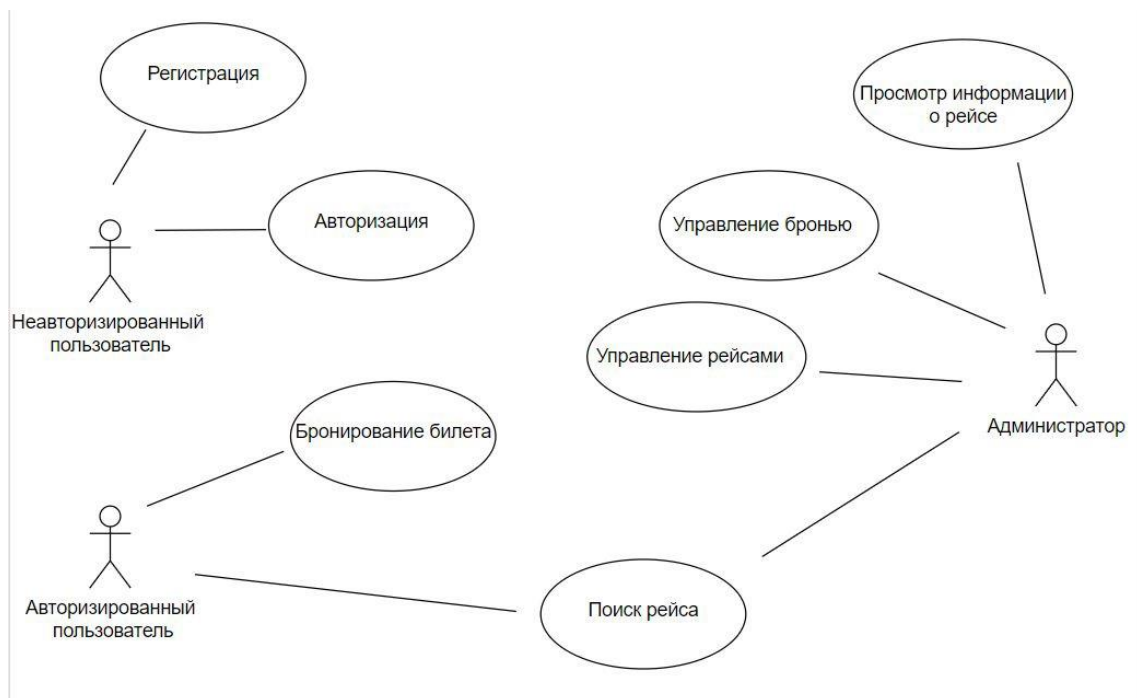 Регистрация
Просмотр информации
о рейсе
Авторизация
Управление бронью
Неавторизированный
пользователь
Управление рейсами
Администратор
Бронирование билета
Авторизированный
пользователь
Поиск рейса